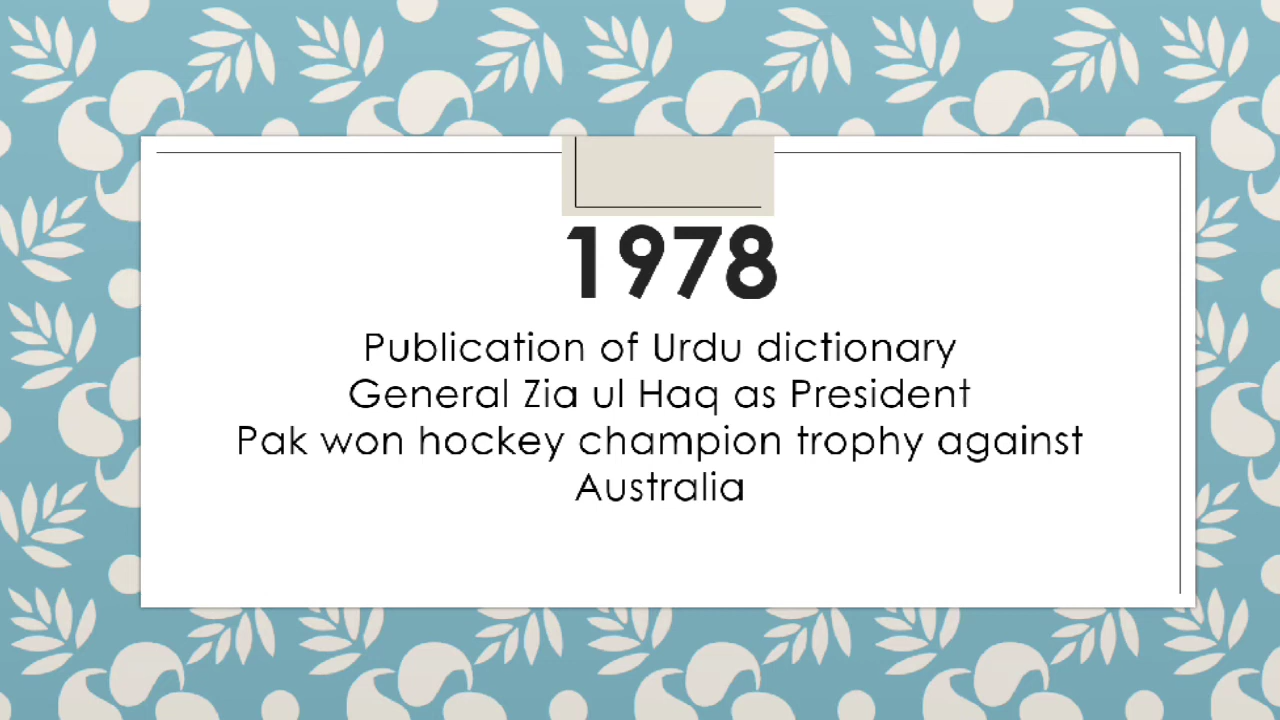 1978
Publication of Urdu dictionary
General Zia ul Haq as President
Pak won hockey champion trophy against
Australia